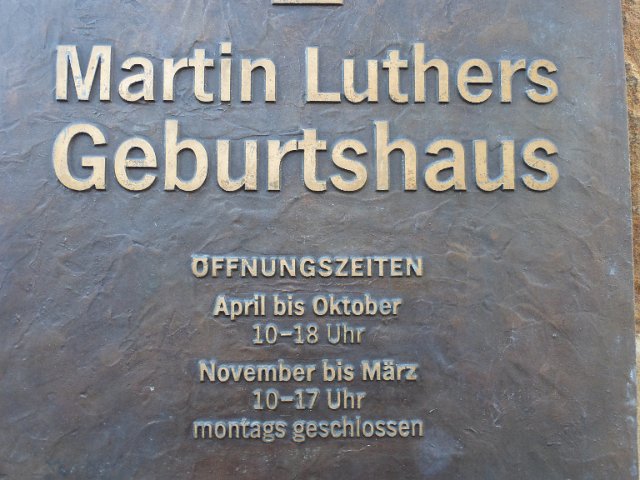 Martin Luthers
Geburtshaus
ÖFFNUNGSZEITEN
April bis Oktober
10–18 Uhr
November bis März
10–17 Uhr
montags geschlossen